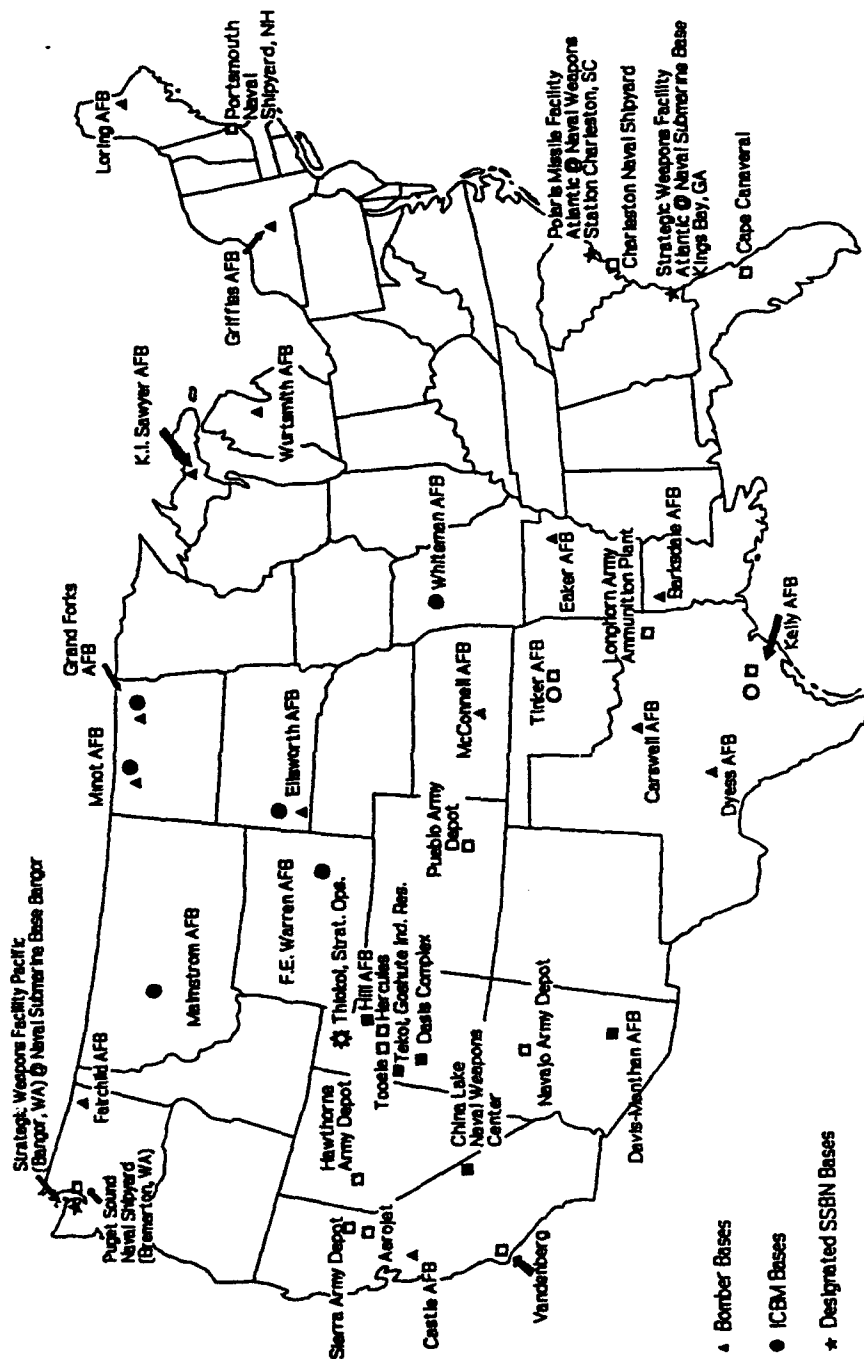 Strategic Weapons Facility Pacific
(Bangor, WA) @ Naval Submarine Base Bangor
Puget Sound
Naval Shipyard
(Bremerton, WA)
Fairchild AFB
Malmstrom AFB
Minot AFB
Grand Forks
AFB
K.I. Sawyer AFB
Wurtsmith AFB
Griffiss AFB
Loring AFB
Portsmouth
Naval
Shipyard, NH
Sierra Army Depot
Aerojet
Castle AFB
Vandenberg
Hawthorne
Army Depot
F.E. Warren AFB
Thiokol, Strat. Ops.
Hill AFB
Tooele
Hercules
Tekoi, Goshute Ind. Res.
Oasis Complex
China Lake
Naval Weapons
Center
Navajo Army Depot
Davis-Monthan AFB
Ellsworth AFB
Pueblo Army
Depot
McConnell AFB
Whiteman AFB
Tinker AFB
Eaker AFB
Longhorn Army
Ammunition Plant
Barksdale AFB
Carswell AFB
Dyess AFB
Kelly AFB
Polaris Missile Facility
Atlantic @ Naval Weapons
Station Charleston, SC
Charleston Naval Shipyard
Strategic Weapons Facility
Atlantic @ Naval Submarine Base
Kings Bay, GA
Cape Canaveral
Bomber Bases
ICBM Bases
Designated SSBN Bases